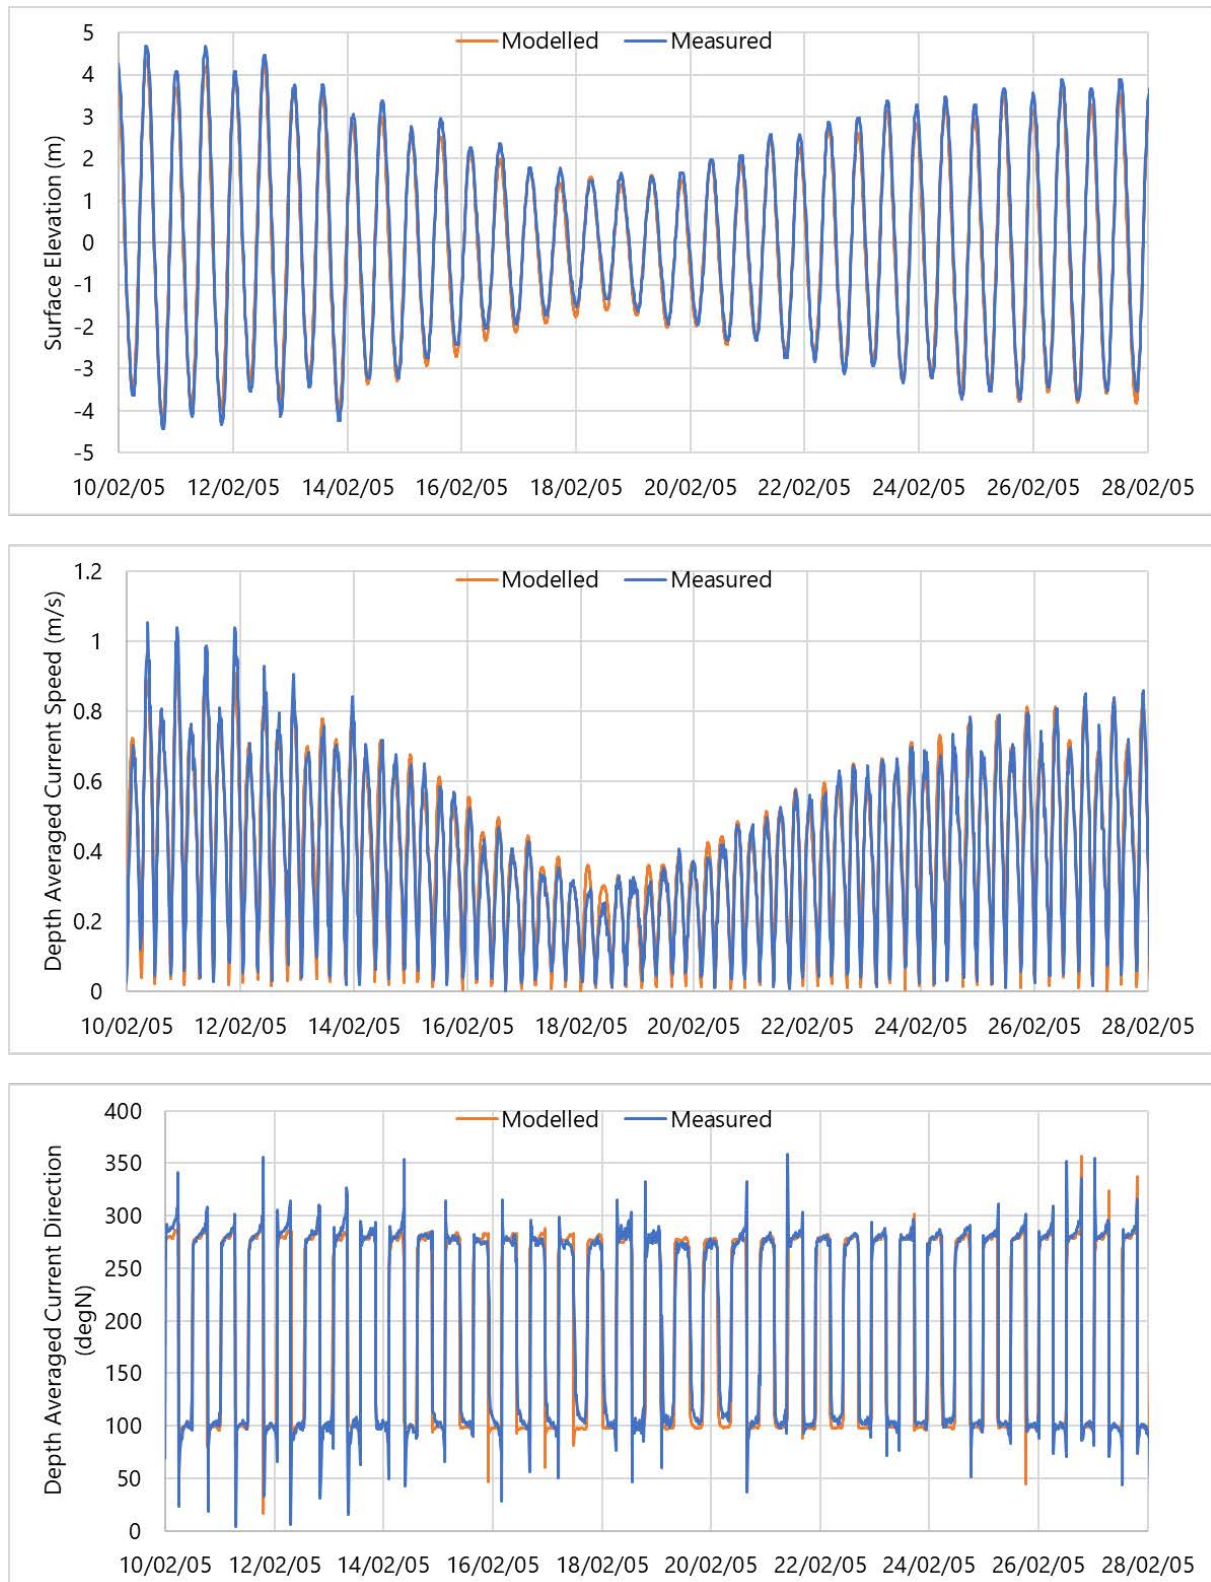 Modelled Measured
5
4
3
2
1
0
-1
-2
-3
-4
-5
Surface Elevation (m)
10/02/05 12/02/05 14/02/05 16/02/05 18/02/05 20/02/05 22/02/05 24/02/05 26/02/05 28/02/05
Modelled Measured
1.2
1
0.8
0.6
0.4
0.2
0
Depth Averaged Current Speed (m/s)
10/02/05 12/02/05 14/02/05 16/02/05 18/02/05 20/02/05 22/02/05 24/02/05 26/02/05 28/02/05
Modelled Measured
400
350
300
250
200
150
100
50
0
Depth Averaged Current Direction
(degN)
10/02/05 12/02/05 14/02/05 16/02/05 18/02/05 20/02/05 22/02/05 24/02/05 26/02/05 28/02/05